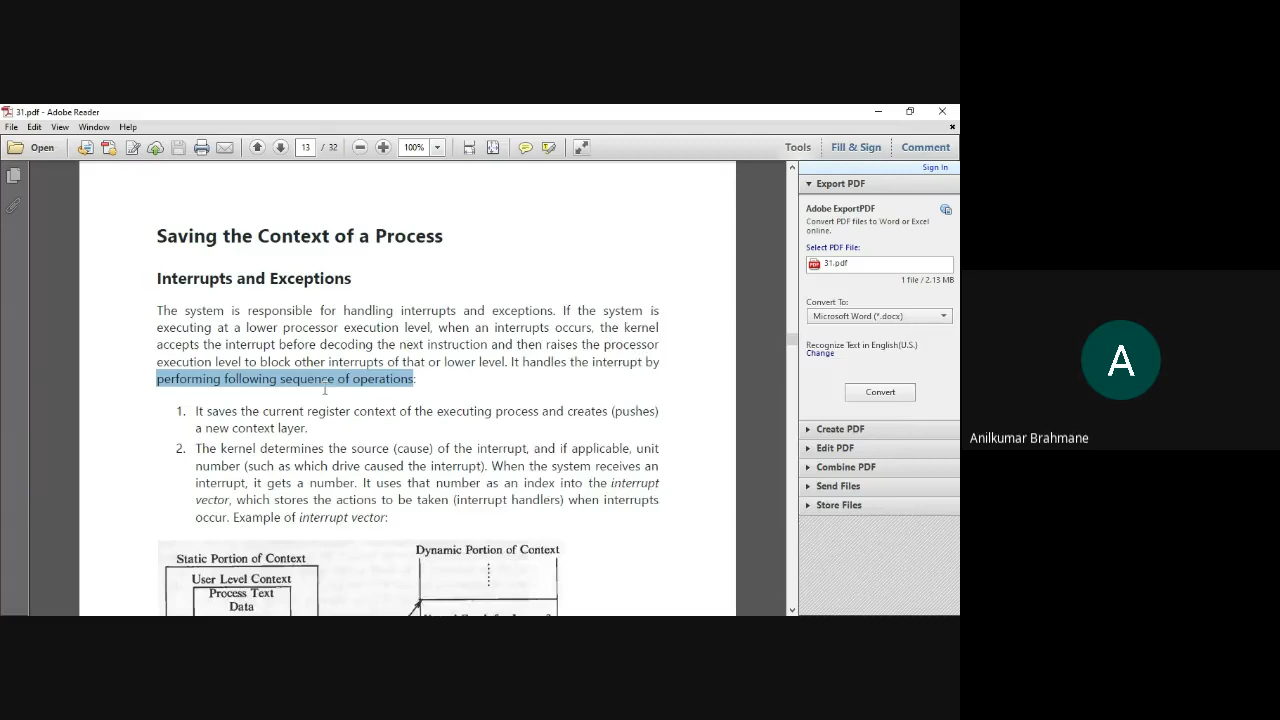 31.pdf - Adobe Reader
File Edit View Window Help
Open 13 / 32 100% Tools Fill & Sign Comment
Sign In
Saving the Context of a Process
Interrupts and Exceptions
The system is responsible for handling interrupts and exceptions. If the system is
executing at a lower processor execution level, when an interrupts occurs, the kernel
accepts the interrupt before decoding the next instruction and then raises the processor
execution level to block other interrupts of that or lower level. It handles the interrupt by
performing following sequence of operations:
1. It saves the current register context of the executing process and creates (pushes)
a new context layer.
2. The kernel determines the source (cause) of the interrupt, and if applicable, unit
number (such as which drive caused the interrupt). When the system receives an
interrupt, it gets a number. It uses that number as an index into the interrupt
vector, which stores the actions to be taken (interrupt handlers) when interrupts
occur. Example of interrupt vector:
Static Portion of Context
User Level Context
Process Text
Data
Dynamic Portion of Context
Export PDF
Adobe ExportPDF
Convert PDF files to Word or Excel
online.
Select PDF File:
31.pdf
1 file / 2.13 MB
Convert To:
Microsoft Word (*.docx)
Recognize Text in English(U.S.)
Change
Convert
Create PDF
Edit PDF
Combine PDF
Send Files
Store Files
A
Anilkumar Brahmane